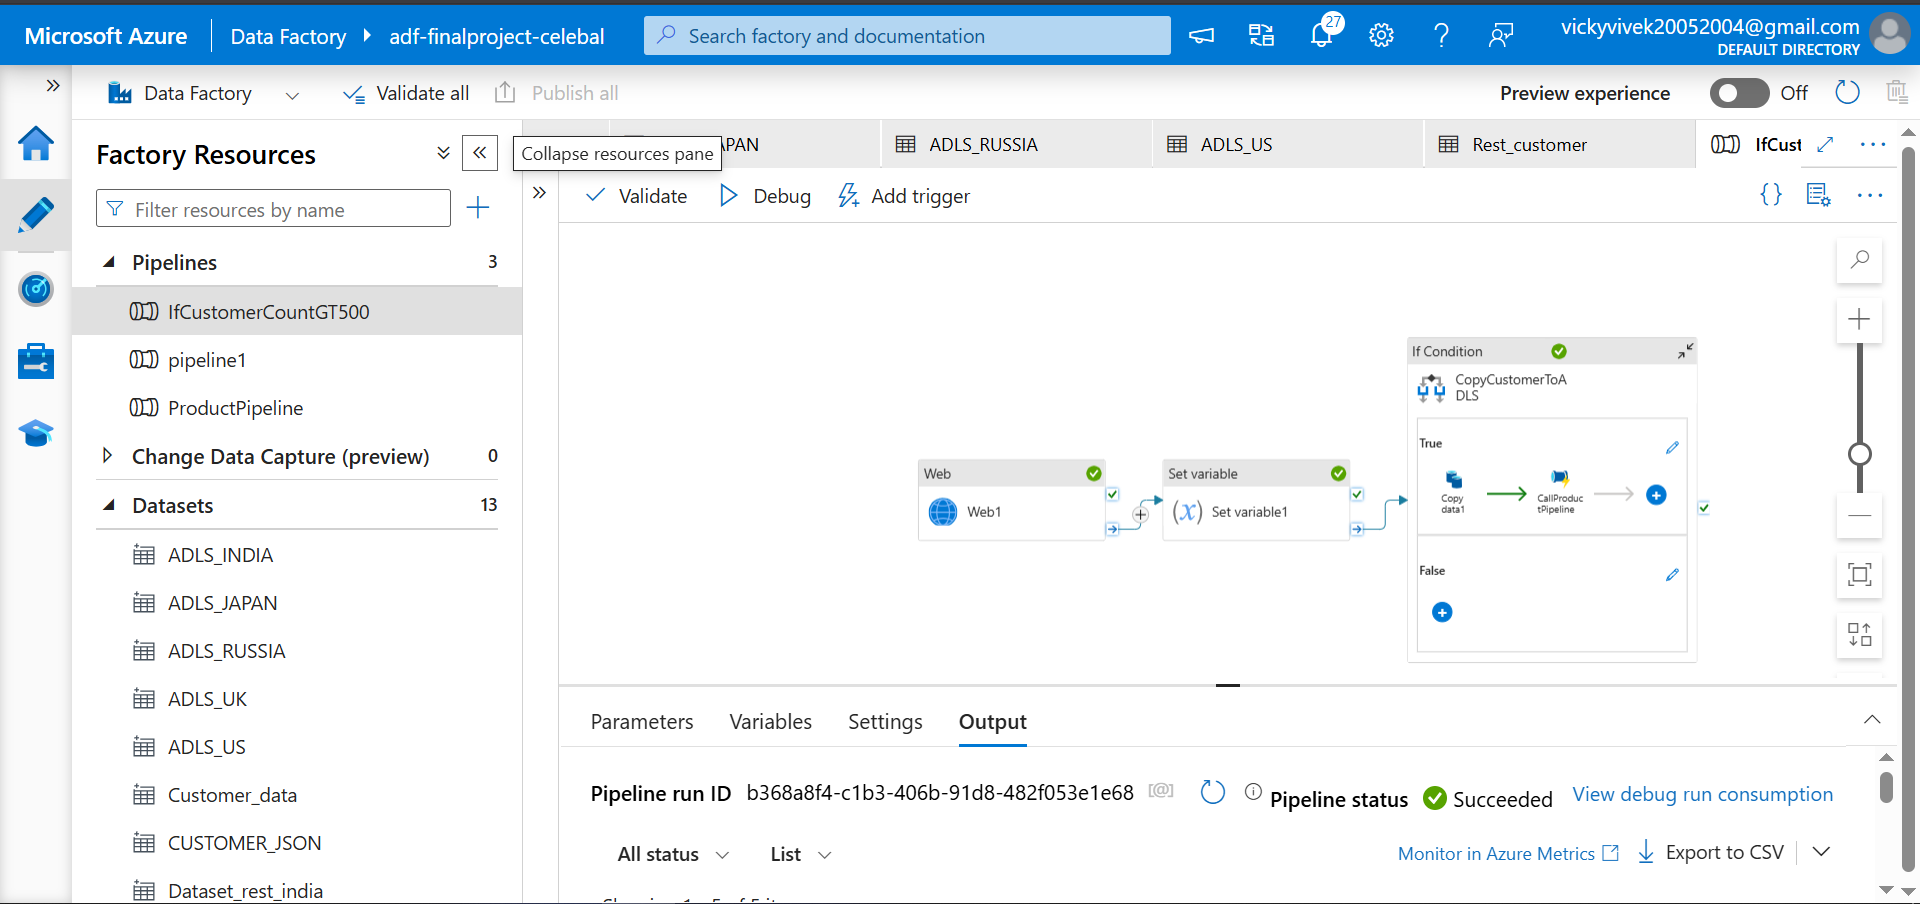 Microsoft Azure
Data Factory
adf-finalproject-celebal
Search factory and documentation
27
vickyvivek20052004@gmail.com
DEFAULT DIRECTORY
Data Factory
Validate all
Publish all
Preview experience
Off
Factory Resources
Collapse resources pane
APAN
ADLS_RUSSIA
ADLS_US
Rest_customer
IfCust
Filter resources by name
Validate
Debug
Add trigger
Pipelines 3
IfCustomerCountGT500
pipeline1
ProductPipeline
Change Data Capture (preview) 0
Datasets 13
ADLS_INDIA
ADLS_JAPAN
ADLS_RUSSIA
ADLS_UK
ADLS_US
Customer_data
CUSTOMER_JSON
Dataset_rest_india
Web
Web1
Set variable
(x) Set variable1
If Condition
CopyCustomerToA
DLS
True
Copy
data1
CallProduc
tPipeline
False
Parameters
Variables
Settings
Output
Pipeline run ID b368a8f4-c1b3-406b-91d8-482f053e1e68
Pipeline status
Succeeded
View debug run consumption
All status
List
Monitor in Azure Metrics
Export to CSV